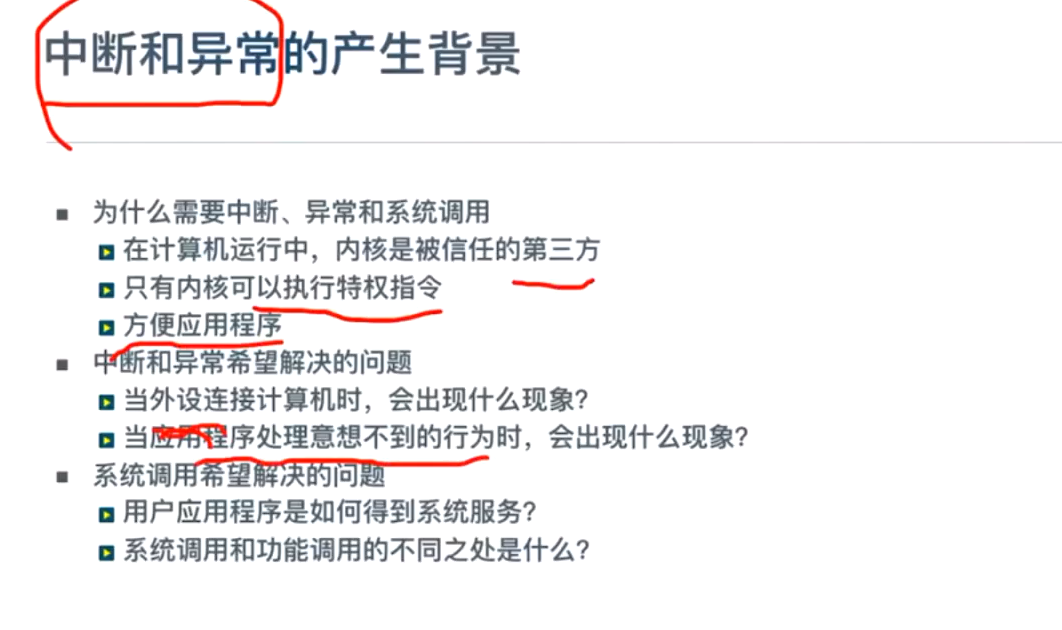 中断和异常的产生背景
为什么需要中断、异常和系统调用
在计算机运行中，内核是被信任的第三方
只有内核可以执行特权指令
方便应用程序
中断和异常希望解决的问题
当外设连接计算机时，会出现什么现象？
当应用程序处理意想不到的行为时，会出现什么现象？
系统调用希望解决的问题
用户应用程序是如何得到系统服务？
系统调用和功能调用的不同之处是什么？